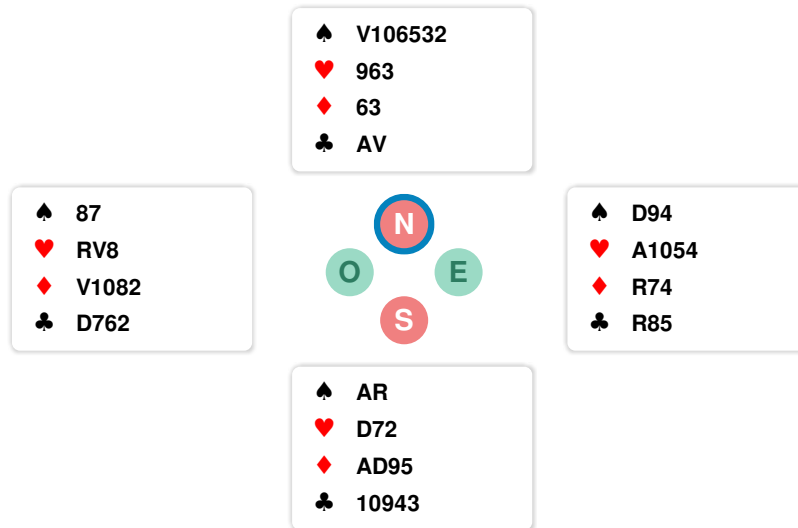 ♠ V106532
♥ 963
♦ 63
♣ AV
♠ 87
♥ RV8
♦ V1082
♣ D762
N
O E
S
♠ D94
♥ A1054
♦ R74
♣ R85
♠ AR
♥ D72
♦ AD95
♣ 10943